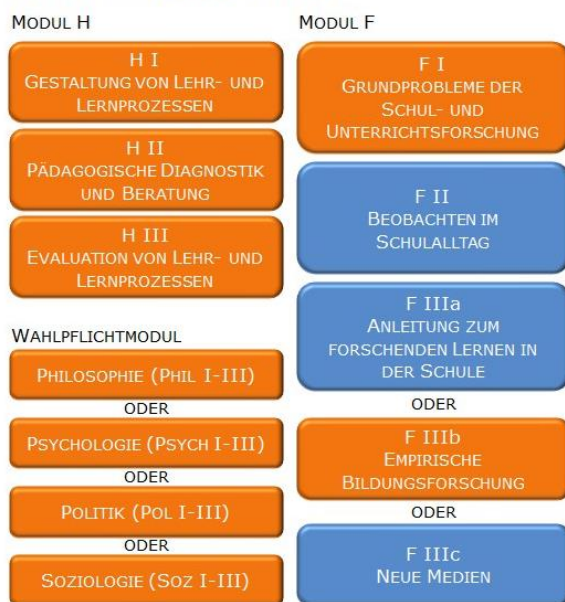 MODUL H
H I
GESTALTUNG VON LEHR- UND
LERNPROZESSEN
H II
PÄDAGOGISCHE DIAGNOSTIK
UND BERATUNG
H III
EVALUATION VON LEHR- UND
LERNPROZESSEN
WAHLPFLICHTMODUL
PHILOSOPHIE (PHIL I-III)
ODER
PSYCHOLOGIE (PSYCH I-III)
ODER
POLITIK (POL I-III)
ODER
SOZIOLOGIE (SOZ I-III)
MODUL F
F I
GRUNDPROBLEME DER
SCHUL- UND
UNTERRICHTSFORSCHUNG
F II
BEOBACHTEN IM
SCHULALLTAG
F IIIa
ANLEITUNG ZUM
FORSCHENDEN LERNEN IN
DER SCHULE
ODER
F IIIb
EMPIRISCHE
BILDUNGSFORSCHUNG
ODER
F IIIc
NEUE MEDIEN